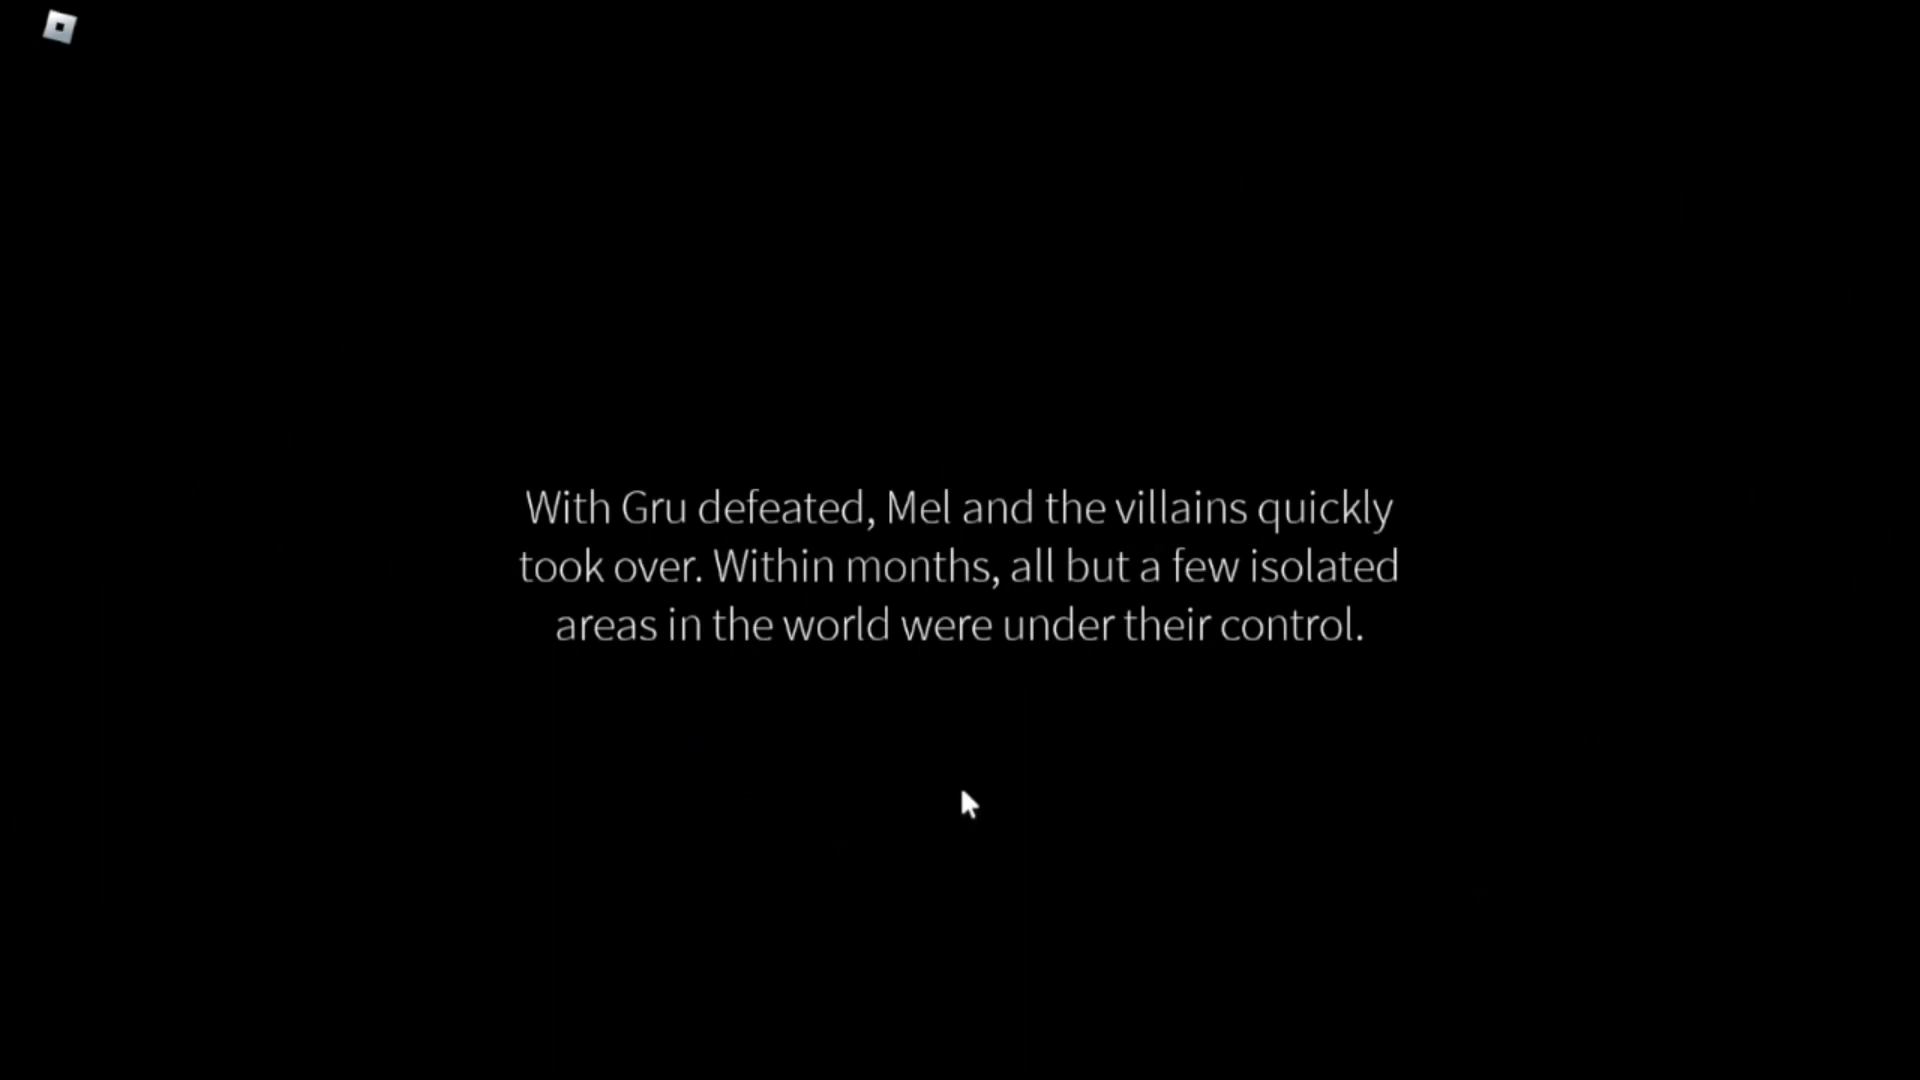 With Gru defeated, Mel and the villains quickly
took over. Within months, all but a few isolated
areas in the world were under their control.